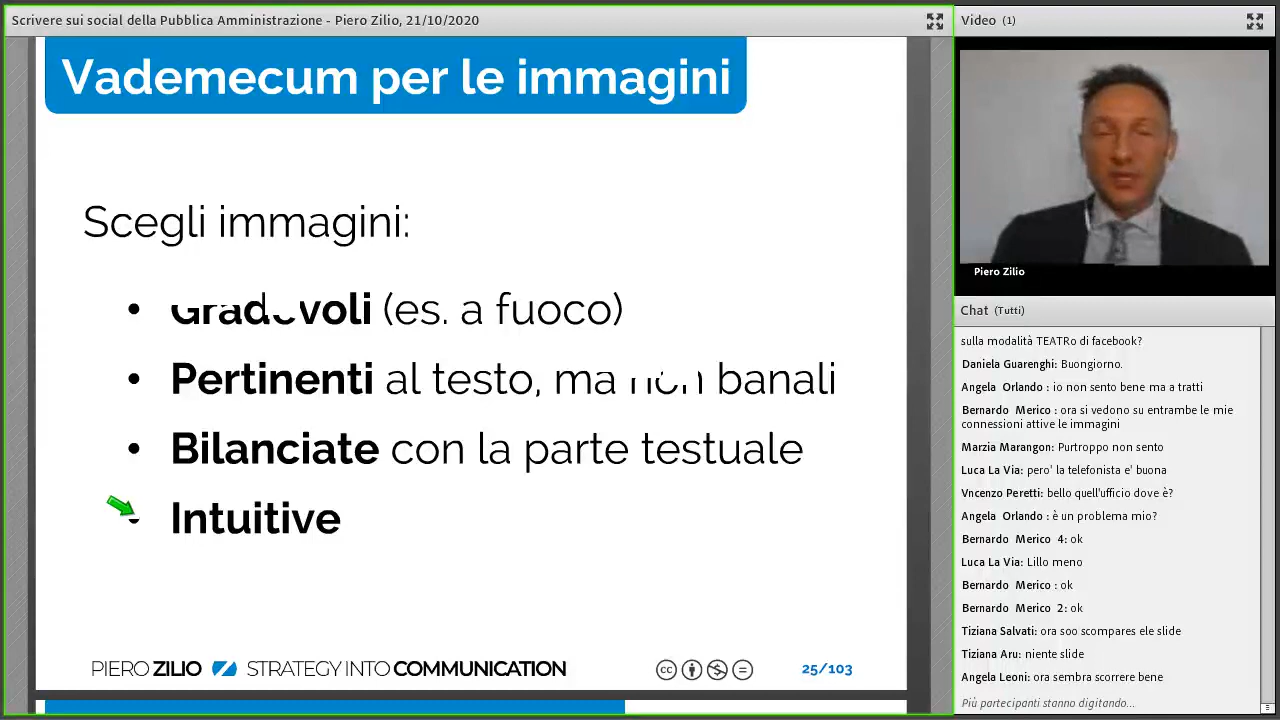 Scrivere sui social della Pubblica Amministrazione - Piero Zilio, 21/10/2020
Vademecum per le immagini
Scegli immagini:
• Gradevoli (es. a fuoco)
• Pertinenti al testo, ma non banali
• Bilanciate con la parte testuale
• Intuitive
PIERO ZILIO STRATEGY INTO COMMUNICATION
cc
25/103
Video (1)
Piero Zilio
Chat (Tutti)
sulla modalità TEATRo di facebook?
Daniela Guarenghi: Buongiorno.
Angela Orlando : io non sento bene ma a tratti
Bernardo Merico : ora si vedono su entrambe le mie
connessioni attive le immagini
Marzia Marangon: Purtroppo non sento
Luca La Via: pero' la telefonista e' buona
Vncenzo Peretti: bello quell'ufficio dove è?
Angela Orlando : è un problema mio?
Bernardo Merico 4: ok
Luca La Via: Lillo meno
Bernardo Merico : ok
Bernardo Merico 2: ok
Tiziana Salvati: ora soo scompares ele slide
Tiziana Aru: niente slide
Angela Leoni: ora sembra scorrere bene
Più partecipanti stanno digitando...